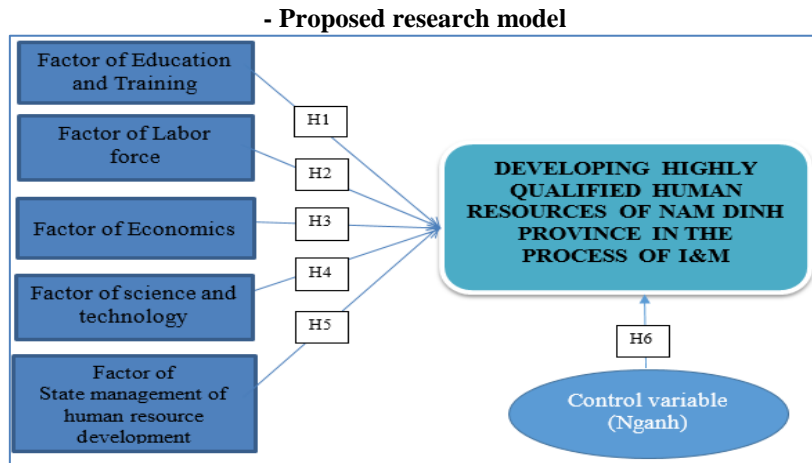 - Proposed research model
Factor of Education
and Training
H1
Factor of Labor
force
H2
Factor of Economics
H3
Factor of science and
technology
H4
Factor of
State management of
human resource
development
H5
DEVELOPING HIGHLY
QUALIFIED HUMAN
RESOURCES OF NAM DINH
PROVINCE IN THE
PROCESS OF I&M
H6
Control variable
(Nganh)